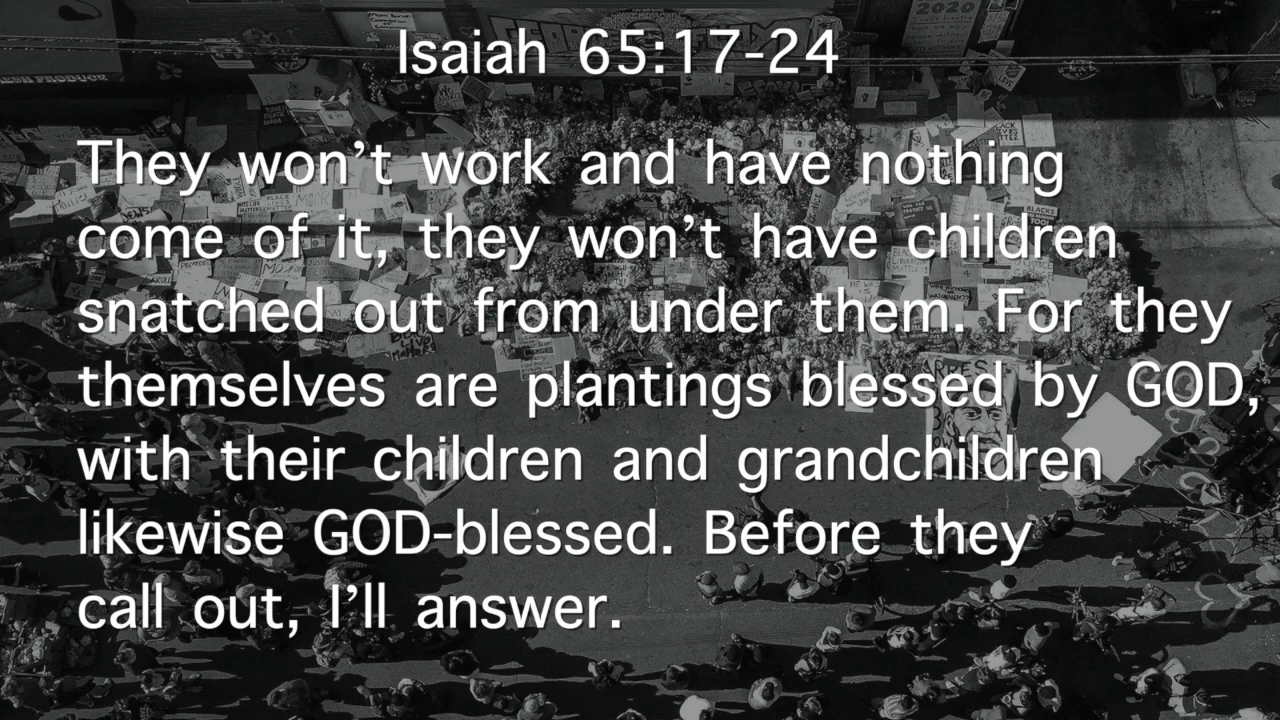 2020
Isaiah 65:17-24
They won’t work and have nothing
come of it, they won’t have children
snatched out from under them. For they
themselves are plantings blessed by GOD,
with their children and grandchildren
likewise GOD-blessed. Before they
call out, I’ll answer.